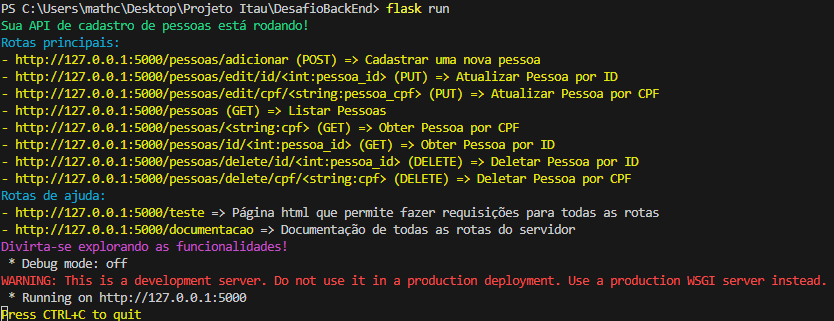 PS C:\Users\mathc\Desktop\Projeto Itau\DesafioBackEnd> flask run
Sua API de cadastro de pessoas está rodando!
Rotas principais:
- http://127.0.0.1:5000/pessoas/adicionar (POST) => Cadastrar uma nova pessoa
- http://127.0.0.1:5000/pessoas/edit/id/<int:pessoa_id> (PUT) => Atualizar Pessoa por ID
- http://127.0.0.1:5000/pessoas/edit/cpf/<string:pessoa_cpf> (PUT) => Atualizar Pessoa por CPF
- http://127.0.0.1:5000/pessoas (GET) => Listar Pessoas
- http://127.0.0.1:5000/pessoas/<string:cpf> (GET) => Obter Pessoa por CPF
- http://127.0.0.1:5000/pessoas/id/<int:pessoa_id> (GET) => Obter Pessoa por ID
- http://127.0.0.1:5000/pessoas/delete/id/<int:pessoa_id> (DELETE) => Deletar Pessoa por ID
- http://127.0.0.1:5000/pessoas/delete/cpf/<string:cpf> (DELETE) => Deletar Pessoa por CPF
Rotas de ajuda:
- http://127.0.0.1:5000/teste => Página html que permite fazer requisições para todas as rotas
- http://127.0.0.1:5000/documentacao => Documentação de todas as rotas do servidor
Divirta-se explorando as funcionalidades!
 * Debug mode: off
WARNING: This is a development server. Do not use it in a production deployment. Use a production WSGI server instead.
 * Running on http://127.0.0.1:5000
Press CTRL+C to quit